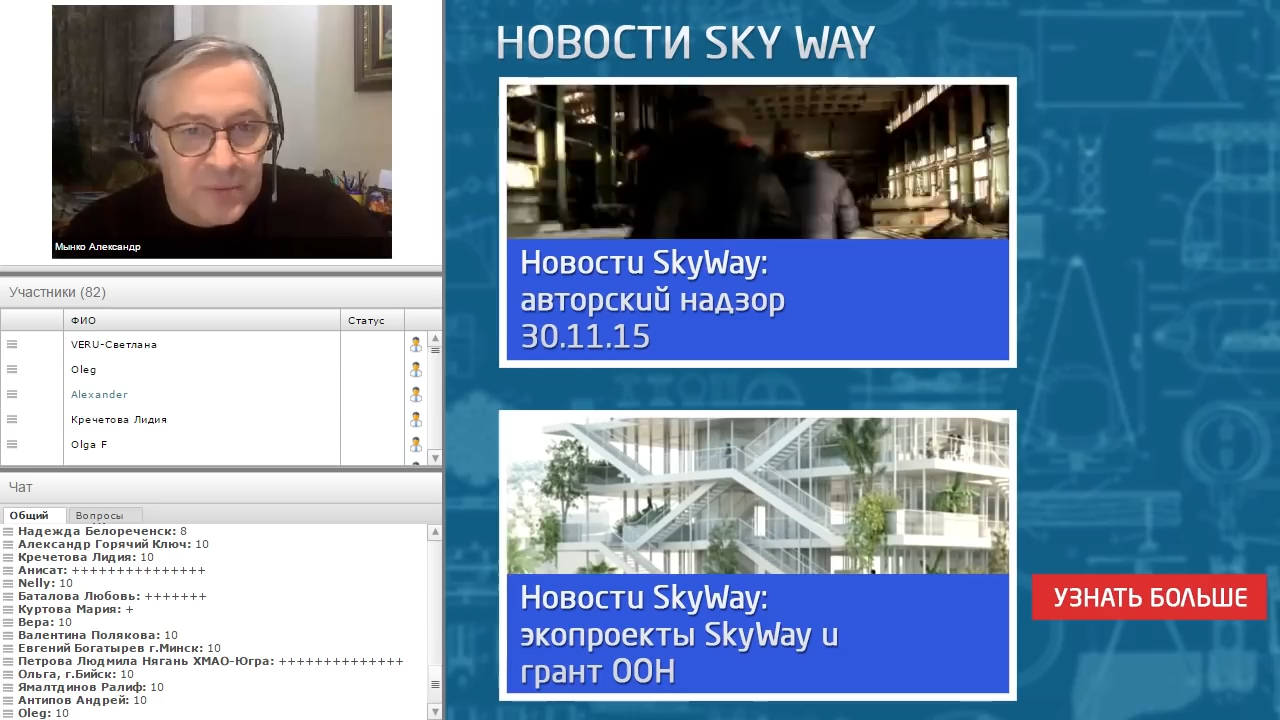 Мынко Александр
Участники (82)
ФИО Статус
VERU-Светлана
Oleg
Alexander
Кречетова Лидия
Olga F
Чат
Общий Вопросы
Надежда Белореченск: 8
Александр Горячий Ключ: 10
Кречетова Лидия: 10
Анисат: +++++++++++++++
Nelly: 10
Баталова Любовь: +++++++
Куртова Мария: +
Вера: 10
Валентина Полякова: 10
Евгений Богатырев г.Минск: 10
Петрова Людмила Нягань ХМАО-Югра: ++++++++++++++
Ольга, г.Бийск: 10
Ямалтдинов Ралиф: 10
Антипов Андрей: 10
Oleg: 10
НОВОСТИ SKY WAY
Новости SkyWay:
авторский надзор
30.11.15
Новости SkyWay:
экопроекты SkyWay и
грант ООН
УЗНАТЬ БОЛЬШЕ